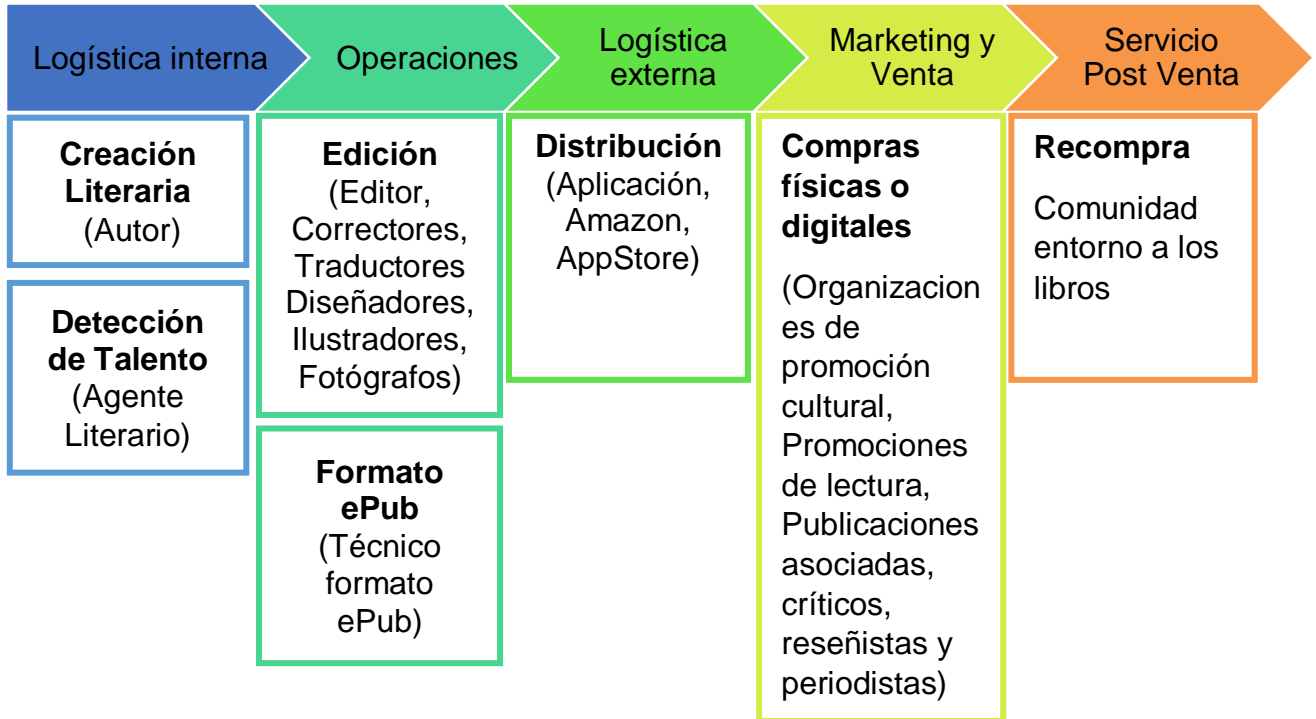 Logística interna
Operaciones
Logística
externa
Marketing y
Venta
Servicio
Post Venta
Creación
Literaria
(Autor)
Detección
de Talento
(Agente
Literario)
Edición
(Editor,
Correctores,
Traductores
Diseñadores,
Ilustradores,
Fotógrafos)
Formato
ePub
(Técnico
formato
ePub)
Distribución
(Aplicación,
Amazon,
AppStore)
Compras
físicas o
digitales
(Organizacion
es de
promoción
cultural,
Promociones
de lectura,
Publicaciones
asociadas,
críticos,
reseñistas y
periodistas)
Recompra
Comunidad
entorno a los
libros